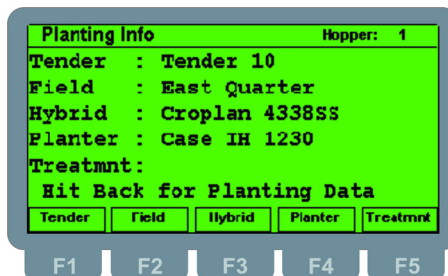 Planting Info Hopper: 1
Tender : Tender 10
Field : East Quarter
Hybrid : Croplan 4338SS
Planter : Case IH 1230
Treatmnt:
Hit Back for Planting Data
Tender Field Hybrid Planter Treatmnt
F1 F2 F3 F4 F5